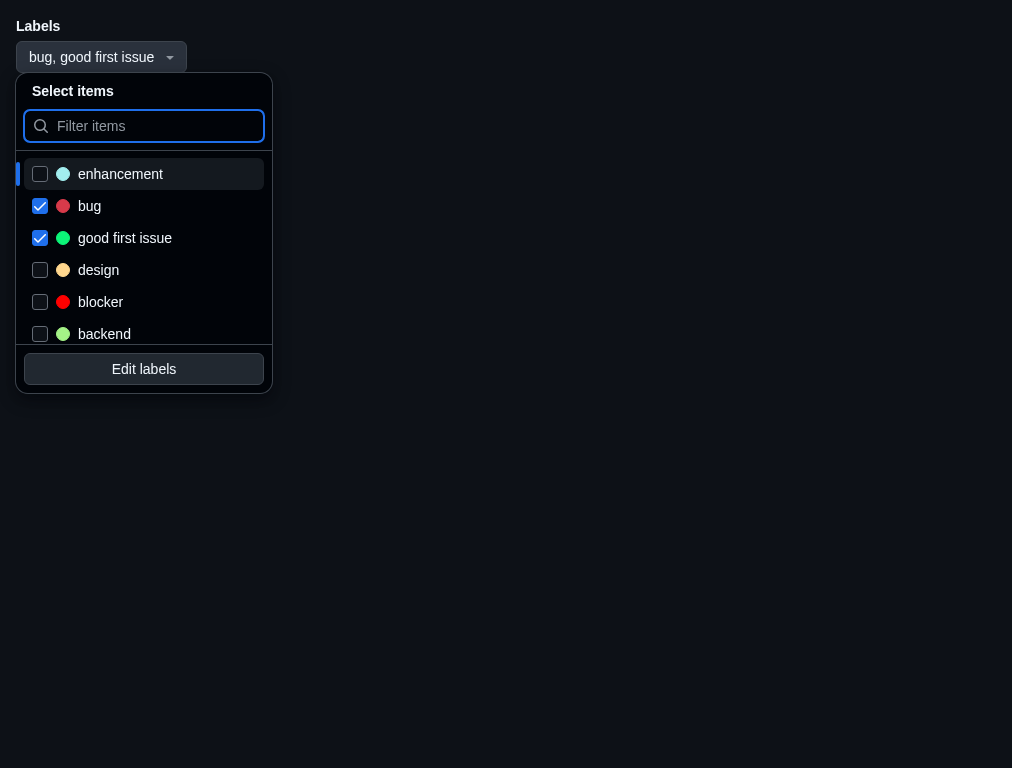 Labels
bug, good first issue
Select items
Filter items
enhancement
bug
good first issue
design
blocker
backend
Edit labels